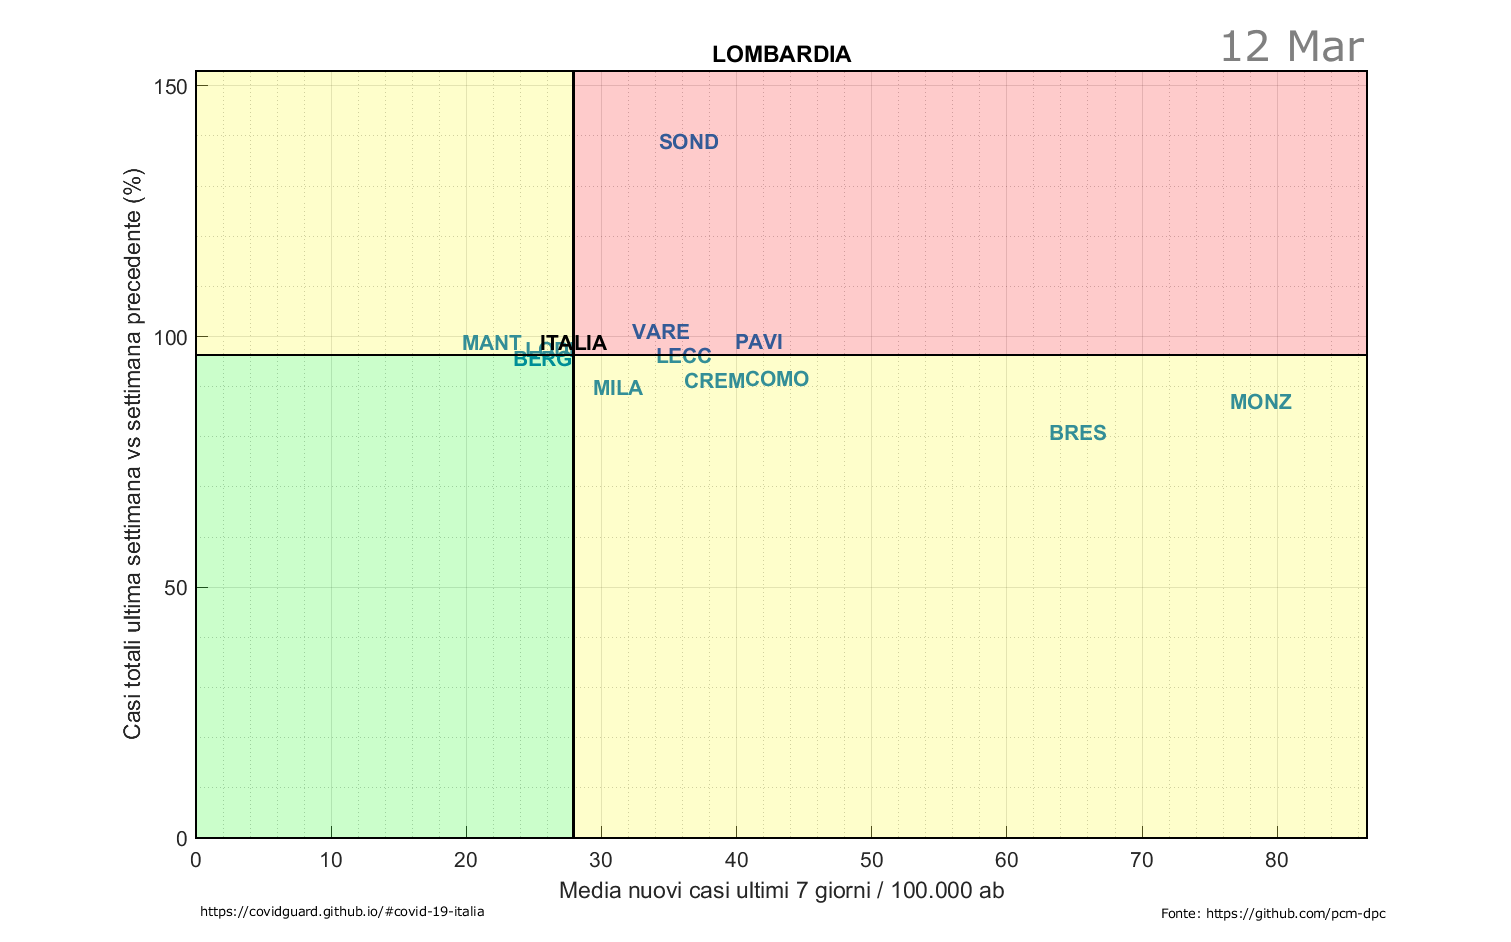 12 Mar
LOMBARDIA
Casi totali ultima settimana vs settimana precedente (%)
150
100
50
0
SOND
VARE
PAVI
MANT
ITALIA
BERG
LECC
MILA
CREM
COMO
MONZ
BRES
0 10 20 30 40 50 60 70 80
Media nuovi casi ultimi 7 giorni / 100.000 ab
https://covidguard.github.io/#covid-19-italia
Fonte: https://github.com/pcm-dpc